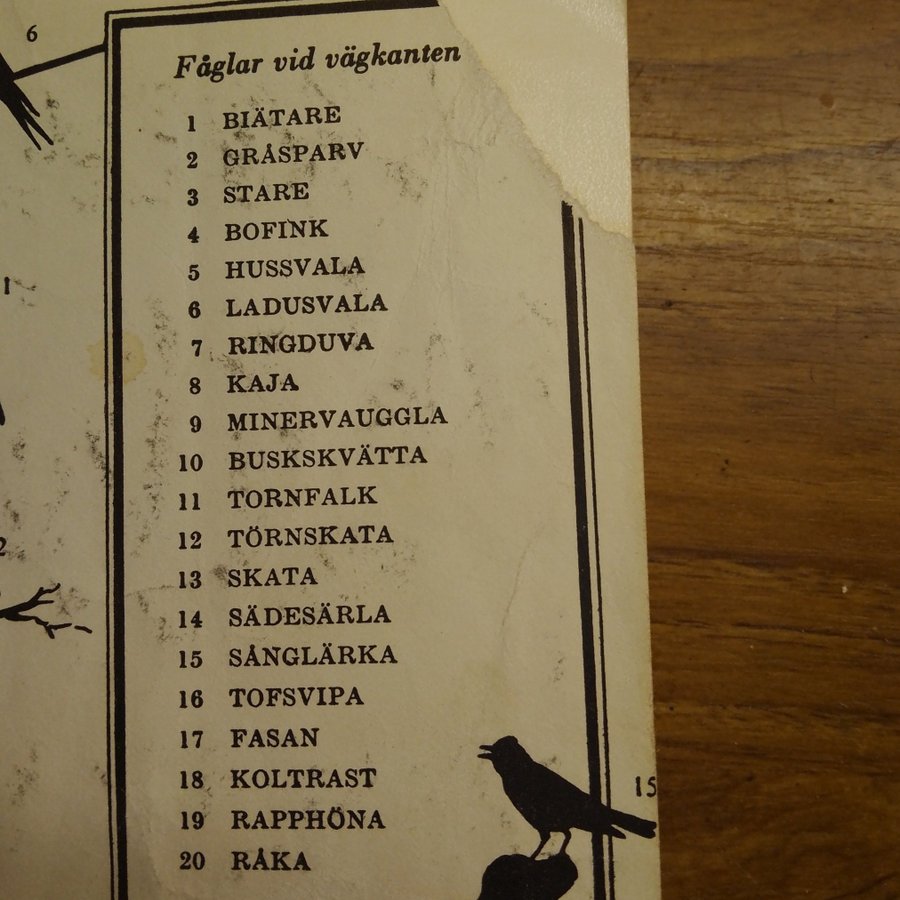 6
Fåglar vid vägkanten
1 BIÄTARE
2 GRÅSPARV
3 STARE
4 BOFINK
5 HUSSVALA
1
6 LADUSVALA
7 RINGDUVA
8 KAJA
9 MINERVAUGGLA
10 BUSKSKVÄTTA
11 TORNFALK
12 TÖRNSKATA
2
13 SKATA
14 SÄDESÄRLA
15 SÅNGLÄRKA
16 TOFSVIPA
17 FASAN
18 KOLTRAST
15
19 RAPPHÖNA
20 RÅKA